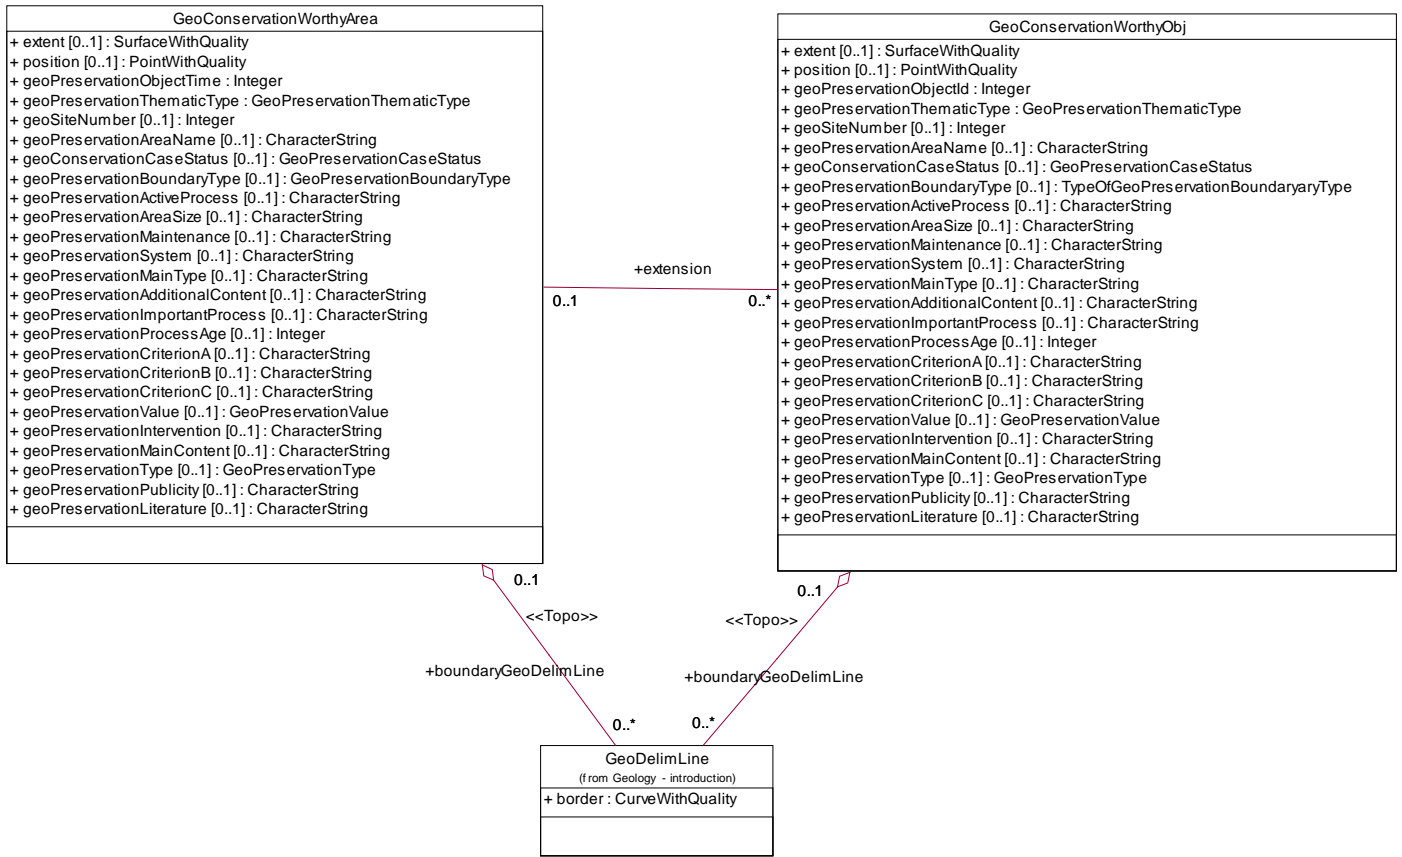 GeoConservationWorthyArea
+ extent [0..1] : SurfaceWithQuality
+ position [0..1] : PointWithQuality
+ geoPreservationObjectTime : Integer
+ geoPreservationThematicType : GeoPreservationThematicType
+ geoSiteNumber [0..1] : Integer
+ geoPreservationAreaName [0..1] : CharacterString
+ geoConservationCaseStatus [0..1] : GeoPreservationCaseStatus
+ geoPreservationBoundaryType [0..1] : GeoPreservationBoundaryType
+ geoPreservationActiveProcess [0..1] : CharacterString
+ geoPreservationAreaSize [0..1] : CharacterString
+ geoPreservationMaintenance [0..1] : CharacterString
+ geoPreservationSystem [0..1] : CharacterString
+ geoPreservationMainType [0..1] : CharacterString
+ geoPreservationAdditionalContent [0..1] : CharacterString
+ geoPreservationImportantProcess [0..1] : CharacterString
+ geoPreservationProcessAge [0..1] : Integer
+ geoPreservationCriterionA [0..1] : CharacterString
+ geoPreservationCriterionB [0..1] : CharacterString
+ geoPreservationCriterionC [0..1] : CharacterString
+ geoPreservationValue [0..1] : GeoPreservationValue
+ geoPreservationIntervention [0..1] : CharacterString
+ geoPreservationMainContent [0..1] : CharacterString
+ geoPreservationType [0..1] : GeoPreservationType
+ geoPreservationPublicity [0..1] : CharacterString
+ geoPreservationLiterature [0..1] : CharacterString
GeoConservationWorthyObj
+ extent [0..1] : SurfaceWithQuality
+ position [0..1] : PointWithQuality
+ geoPreservationObjectId : Integer
+ geoPreservationThematicType : GeoPreservationThematicType
+ geoSiteNumber [0..1] : Integer
+ geoPreservationAreaName [0..1] : CharacterString
+ geoConservationCaseStatus [0..1] : GeoPreservationCaseStatus
+ geoPreservationBoundaryType [0..1] : TypeOfGeoPreservationBoundararyType
+ geoPreservationActiveProcess [0..1] : CharacterString
+ geoPreservationAreaSize [0..1] : CharacterString
+ geoPreservationMaintenance [0..1] : CharacterString
+ geoPreservationSystem [0..1] : CharacterString
+ geoPreservationMainType [0..1] : CharacterString
+ geoPreservationAdditionalContent [0..1] : CharacterString
+ geoPreservationImportantProcess [0..1] : CharacterString
+ geoPreservationProcessAge [0..1] : Integer
+ geoPreservationCriterionA [0..1] : CharacterString
+ geoPreservationCriterionB [0..1] : CharacterString
+ geoPreservationCriterionC [0..1] : CharacterString
+ geoPreservationValue [0..1] : GeoPreservationValue
+ geoPreservationIntervention [0..1] : CharacterString
+ geoPreservationMainContent [0..1] : CharacterString
+ geoPreservationType [0..1] : GeoPreservationType
+ geoPreservationPublicity [0..1] : CharacterString
+ geoPreservationLiterature [0..1] : CharacterString
+extension
0..1
0..*
0..1
<<Topo>>
+boundaryGeoDelimLine
0..*
0..1
<<Topo>>
+boundaryGeoDelimLine
0..*
GeoDelimLine
(from Geology - introduction)
+ border : CurveWithQuality